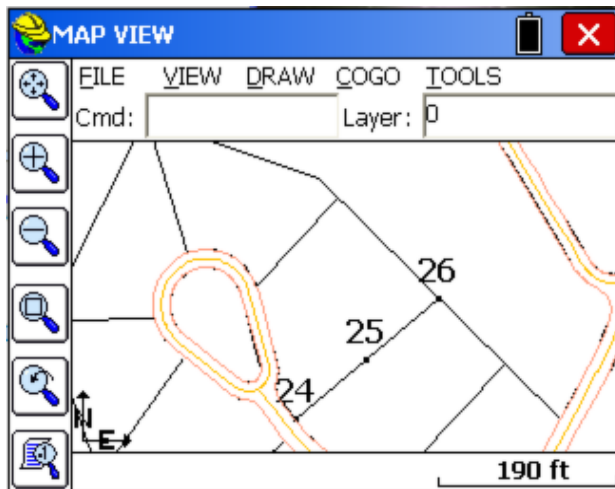 MAP VIEW
FILE VIEW DRAW COGO TOOLS
Cmd: Layer: 0
26
25
24
N
E
190 ft